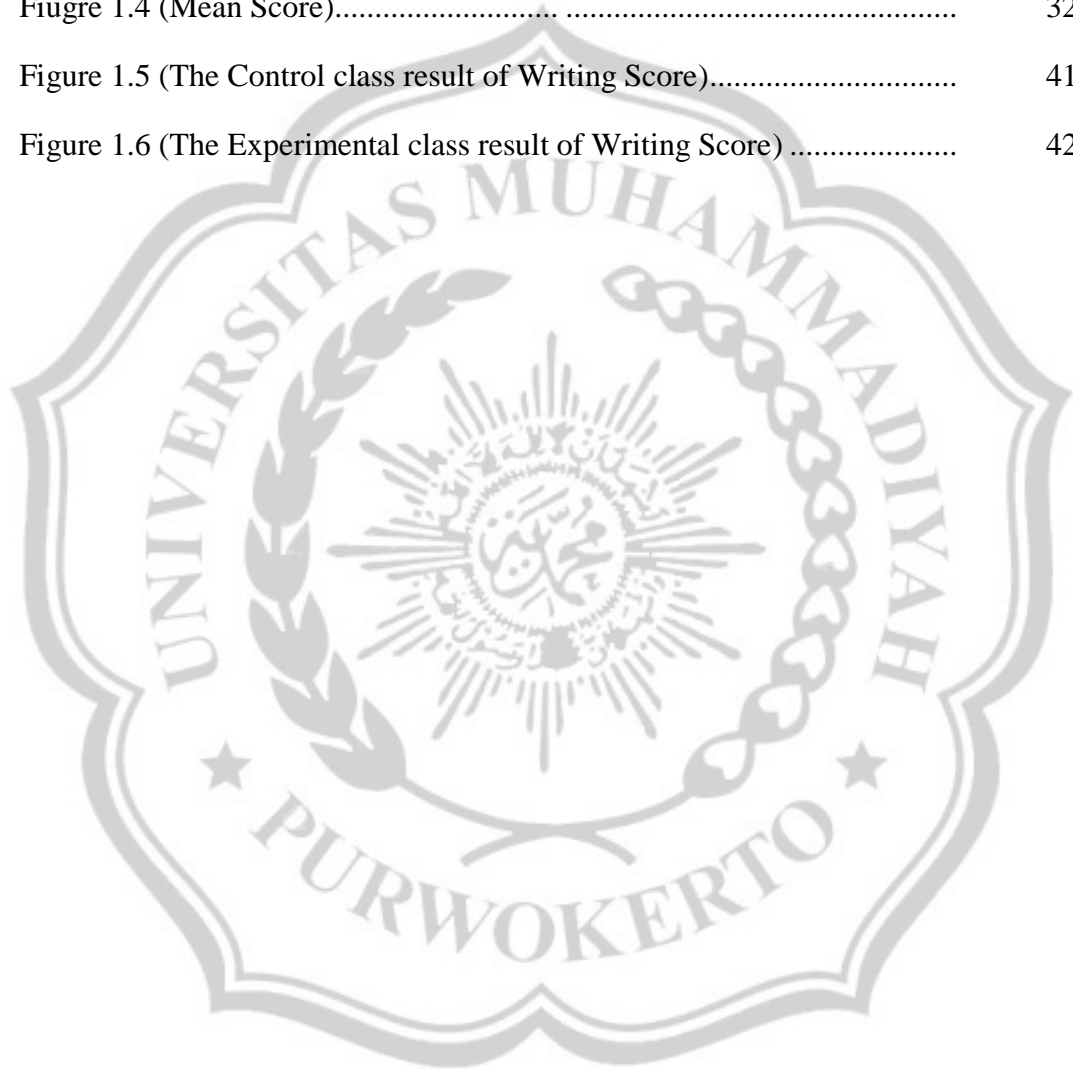 Fiugre 1.4 (Mean Score)............................ .................................................. 32
Figure 1.5 (The Control class result of Writing Score)............................... 41
Figure 1.6 (The Experimental class result of Writing Score) ..................... 42
UNIVERSITAS MUHAMMADIYAH
PURWOKERTO
محمد